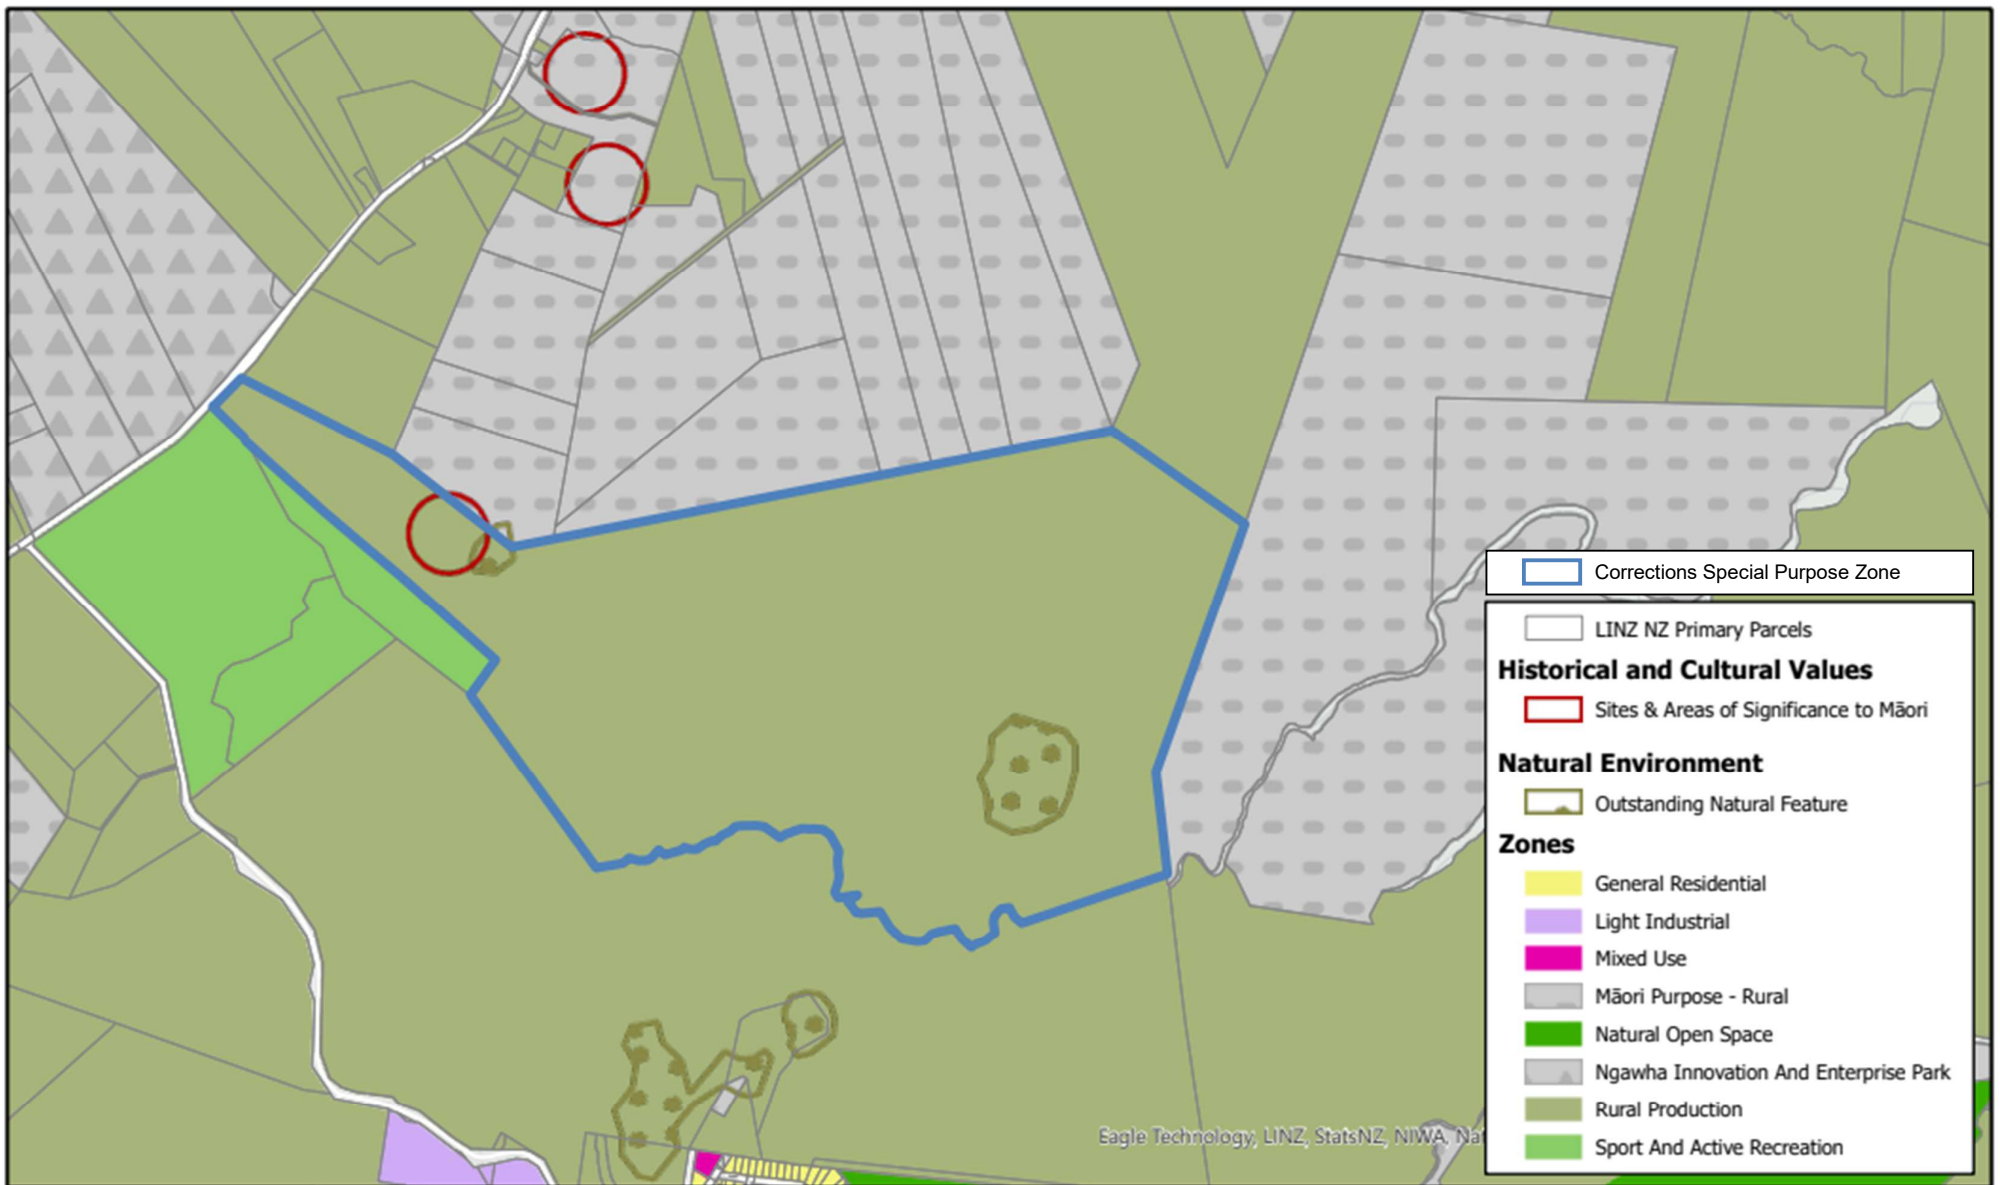 Corrections Special Purpose Zone
LINZ NZ Primary Parcels
Historical and Cultural Values
Sites & Areas of Significance to Māori
Natural Environment
Outstanding Natural Feature
Zones
General Residential
Light Industrial
Mixed Use
Māori Purpose - Rural
Natural Open Space
Ngawha Innovation And Enterprise Park
Rural Production
Sport And Active Recreation
Eagle Technology, LINZ, StatsNZ, NIWA, Nat